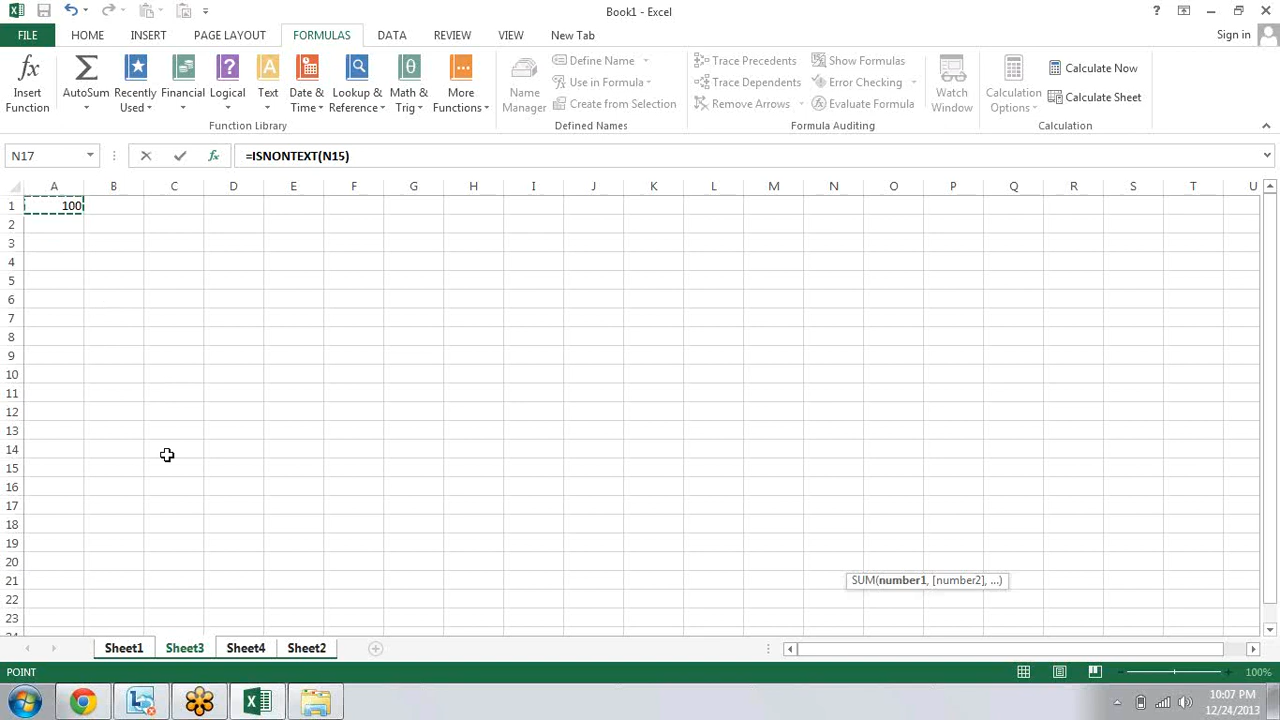 Book1 - Excel
?
FILE HOME INSERT PAGE LAYOUT FORMULAS DATA REVIEW VIEW New Tab Sign in
fx Σ ? A θ
Insert Function
AutoSum
Recently Used
Financial
Logical
Text
Date & Time
Lookup & Reference
Math & Trig
More Functions
Function Library
Name Manager
Define Name
Use in Formula
Create from Selection
Defined Names
Trace Precedents
Trace Dependents
Remove Arrows
Show Formulas
Error Checking
Evaluate Formula
Formula Auditing
Watch Window
Calculation Options
Calculate Now
Calculate Sheet
Calculation
N17 fx =ISNONTEXT(N15)
A B C D E F G H I J K L M N O P Q R S T U
1 100
2
3
4
5
6
7
8
9
10
11
12
13
14
15
16
17
18
19
20
21
SUM(number1, [number2], ...)
22
23
24
Sheet1 Sheet3 Sheet4 Sheet2
POINT 100%
10:07 PM
12/24/2013